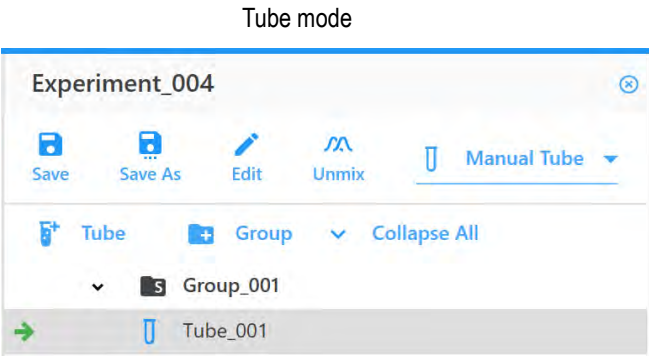 Tube mode
Experiment_004
Save Save As Edit Unmix Manual Tube
Tube Group Collapse All
S Group_001
Tube_001